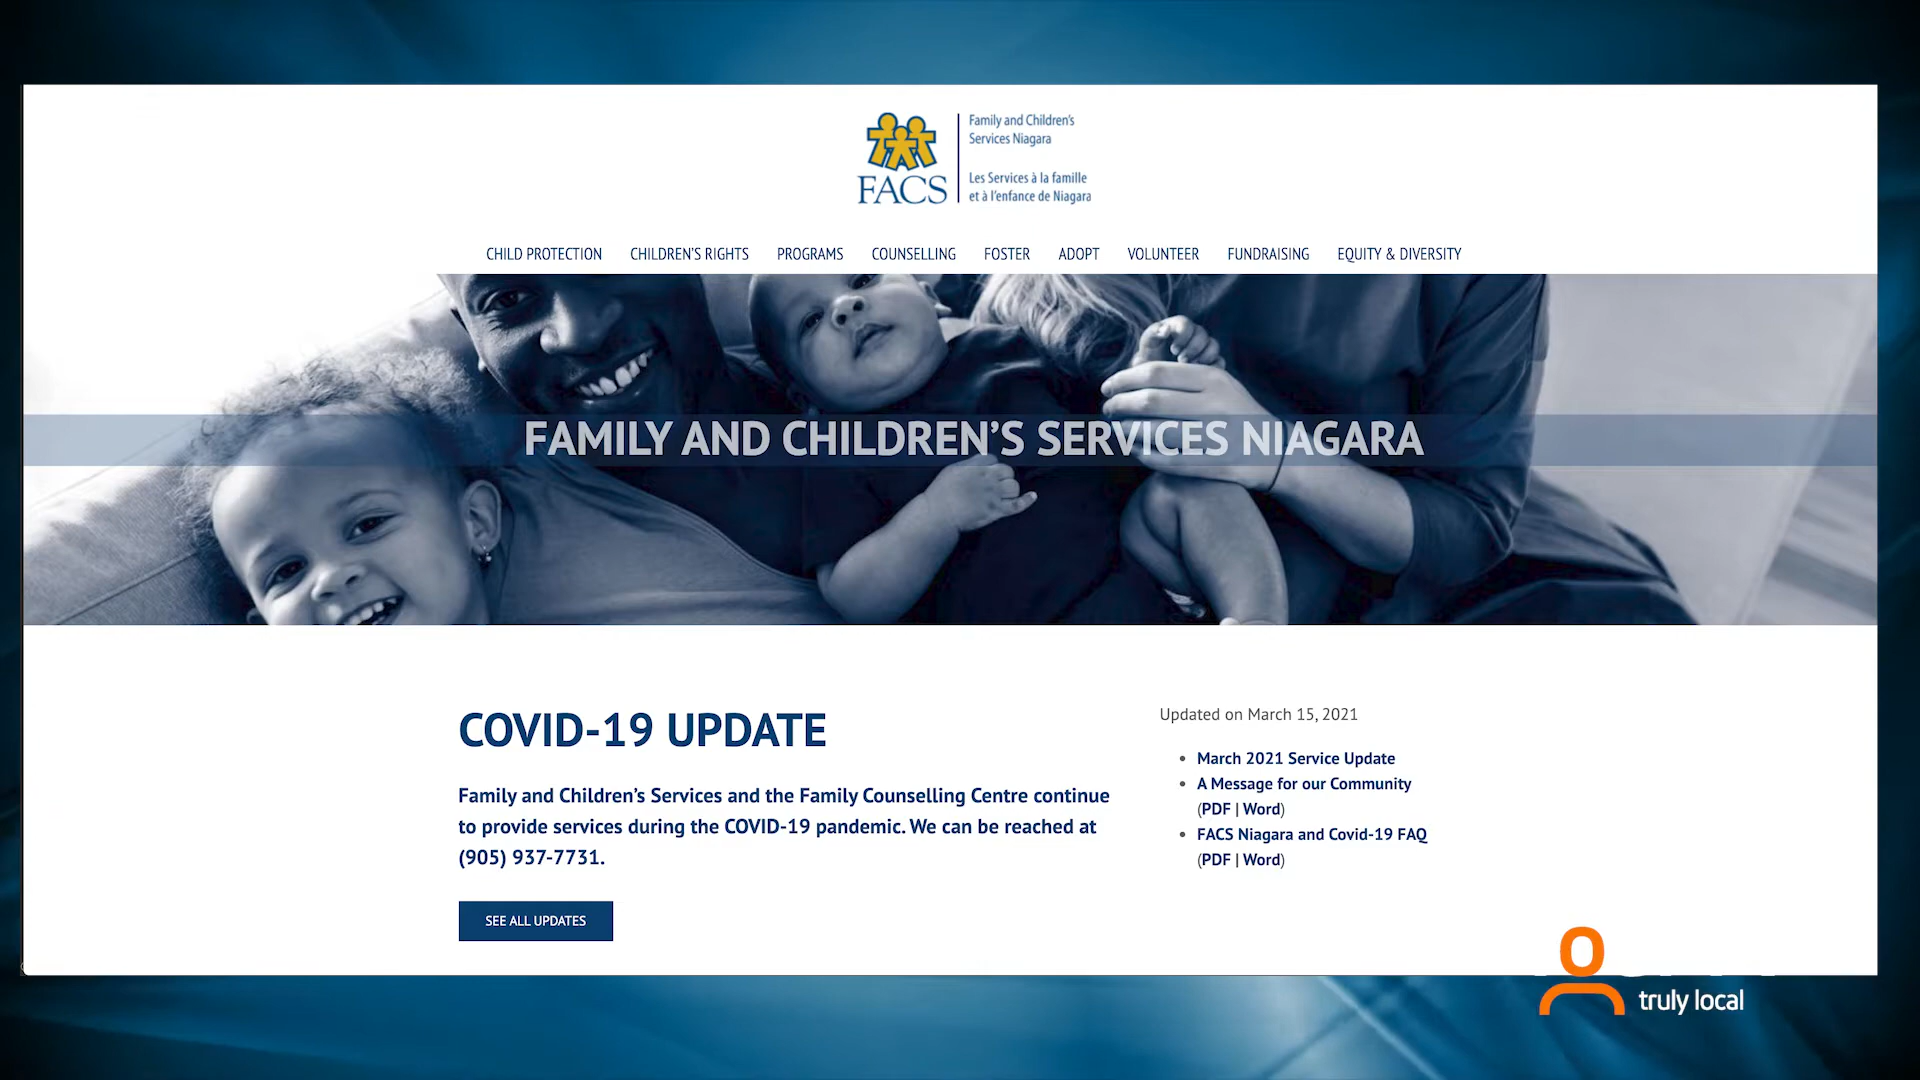 Family and Children's
Services Niagara
Les Services à la famille
et à l'enfance de Niagara
FACS
CHILD PROTECTION CHILDREN'S RIGHTS PROGRAMS COUNSELLING FOSTER ADOPT VOLUNTEER FUNDRAISING EQUITY & DIVERSITY
FAMILY AND CHILDREN'S SERVICES NIAGARA
COVID-19 UPDATE
Family and Children's Services and the Family Counselling Centre continue
to provide services during the COVID-19 pandemic. We can be reached at
(905) 937-7731.
SEE ALL UPDATES
Updated on March 15, 2021
• March 2021 Service Update
• A Message for our Community
(PDF | Word)
• FACS Niagara and Covid-19 FAQ
(PDF | Word)
truly local